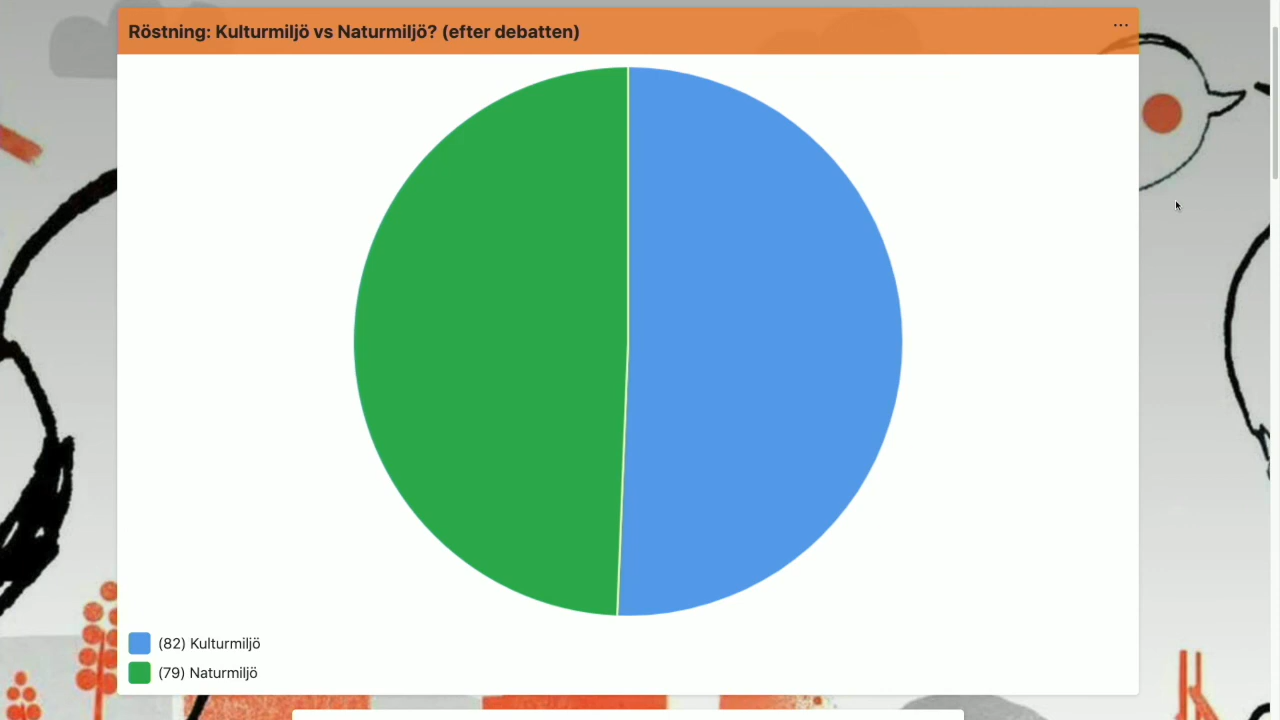 Röstning: Kulturmiljö vs Naturmiljö? (efter debatten)
(82) Kulturmiljö
(79) Naturmiljö